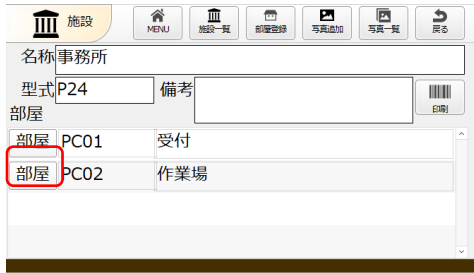 施設 MENU 施設一覧 部屋登録 写真追加 写真一覧 戻る
名称 事務所
型式 P24 備考 印刷
部屋
部屋 PC01 受付
部屋 PC02 作業場